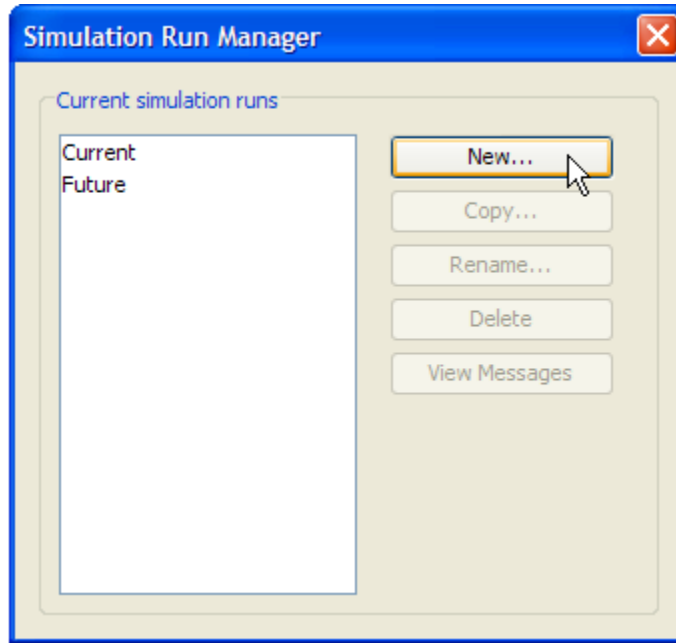 Simulation Run Manager
Current simulation runs
Current
Future
New...
Copy...
Rename...
Delete
View Messages